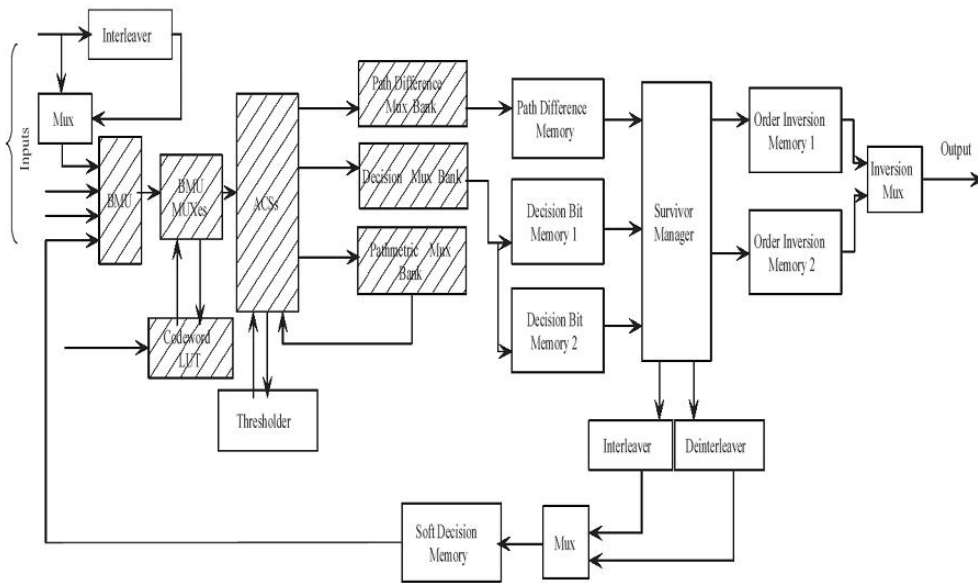 Interleaver
Inputs
Mux
BMU
BMU
MUXes
ACSs
Codeword
LUT
Thresholder
Path Difference
Mux Bank
Decision Mux Bank
Pathmetric Mux
Bank
Path Difference
Memory
Decision Bit
Memory 1
Decision Bit
Memory 2
Survivor
Manager
Order Inversion
Memory 1
Order Inversion
Memory 2
Inversion
Mux
Output
Interleaver
Deinterleaver
Mux
Soft Decision
Memory